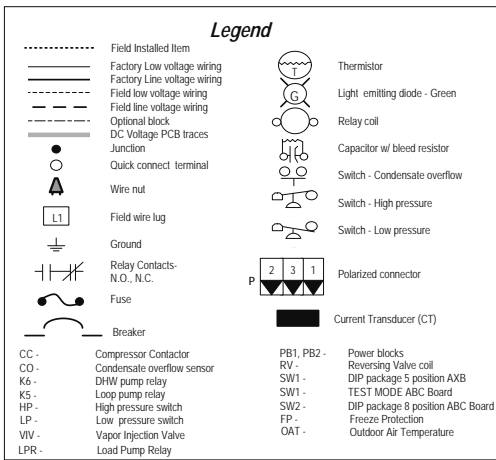 Legend
Field Installed Item
Factory Low voltage wiring
Factory Line voltage wiring
Field low voltage wiring
Field line voltage wiring
Optional block
DC Voltage PCB traces
Junction
Quick connect terminal
Wire nut
L1 Field wire lug
Ground
Relay Contacts-
N.O., N.C.
Fuse
Breaker
T Thermistor
G Light emitting diode - Green
Relay coil
Capacitor w/ bleed resistor
Switch - Condensate overflow
Switch - High pressure
Switch - Low pressure
P 2 3 1 Polarized connector
Current Transducer (CT)
CC - Compressor Contactor
CO - Condensate overflow sensor
K6 - DHW pump relay
K5 - Loop pump relay
HP - High pressure switch
LP - Low pressure switch
VIV - Vapor Injection Valve
LPR - Load Pump Relay
PB1, PB2 - Power blocks
RV - Reversing Valve coil
SW1 - DIP package 5 position AXB
SW1 - TEST MODE ABC Board
SW2 - DIP package 8 position ABC Board
FP - Freeze Protection
OAT - Outdoor Air Temperature